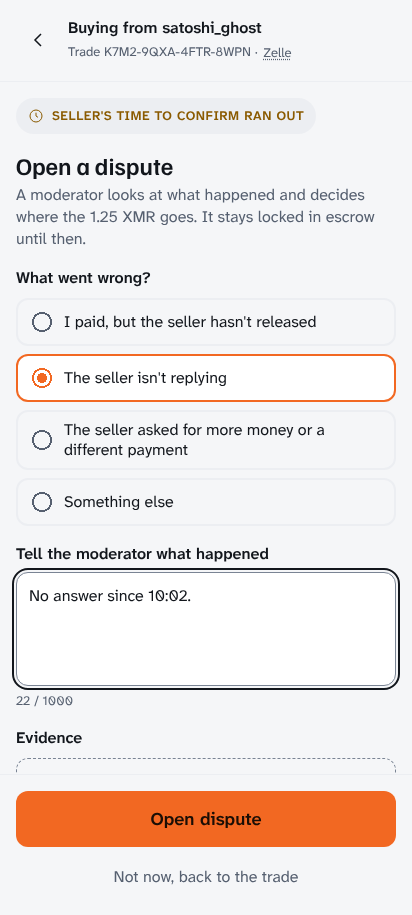 Buying from satoshi_ghost
Trade K7M2-9QXA-4FTR-8WPN · Zelle
SELLER'S TIME TO CONFIRM RAN OUT
Open a dispute
A moderator looks at what happened and decides
where the 1.25 XMR goes. It stays locked in escrow
until then.
What went wrong?
I paid, but the seller hasn't released
The seller isn't replying
The seller asked for more money or a
different payment
Something else
Tell the moderator what happened
No answer since 10:02.
22 / 1000
Evidence
Open dispute
Not now, back to the trade